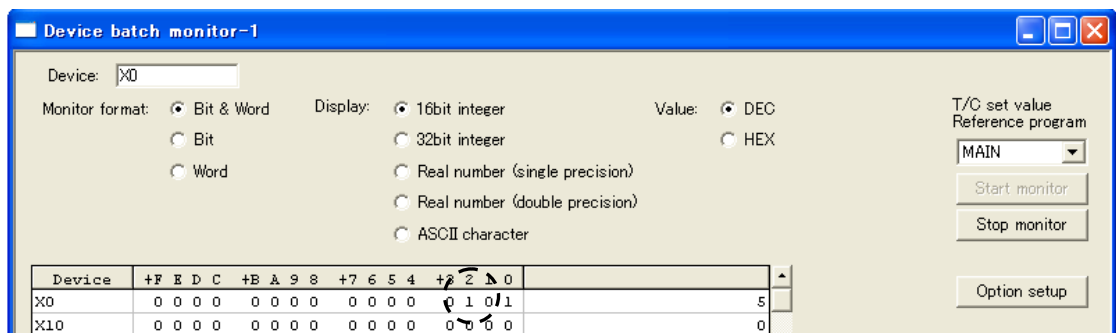 Device batch monitor-1
Device: X0
Monitor format: Bit & Word Display: 16bit integer Value: DEC T/C set value
Reference program
Bit 32bit integer HEX MAIN
Word Real number (single precision) Start monitor
Real number (double precision) Stop monitor
ASCII character
Device +F E D C +B A 9 8 +7 6 5 4 +3 2 1 0 Option setup
X0 0 0 0 0 0 0 0 0 0 0 0 0 0 1 0 1 5
X10 0 0 0 0 0 0 0 0 0 0 0 0 0 0 0 0 0